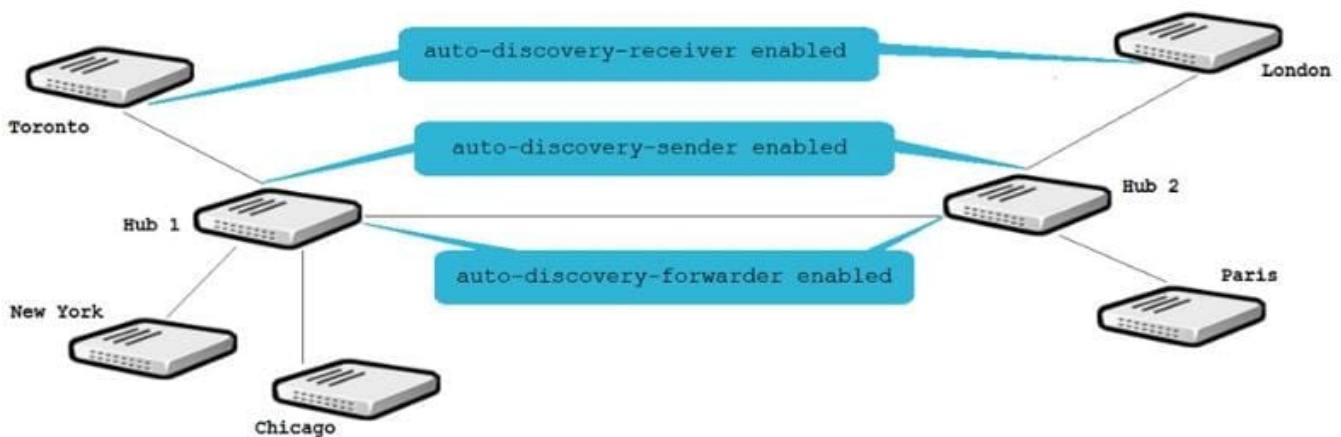 auto-discovery-receiver enabled
London
Toronto
auto-discovery-sender enabled
Hub 2
Hub 1
auto-discovery-forwarder enabled
Paris
New York
Chicago